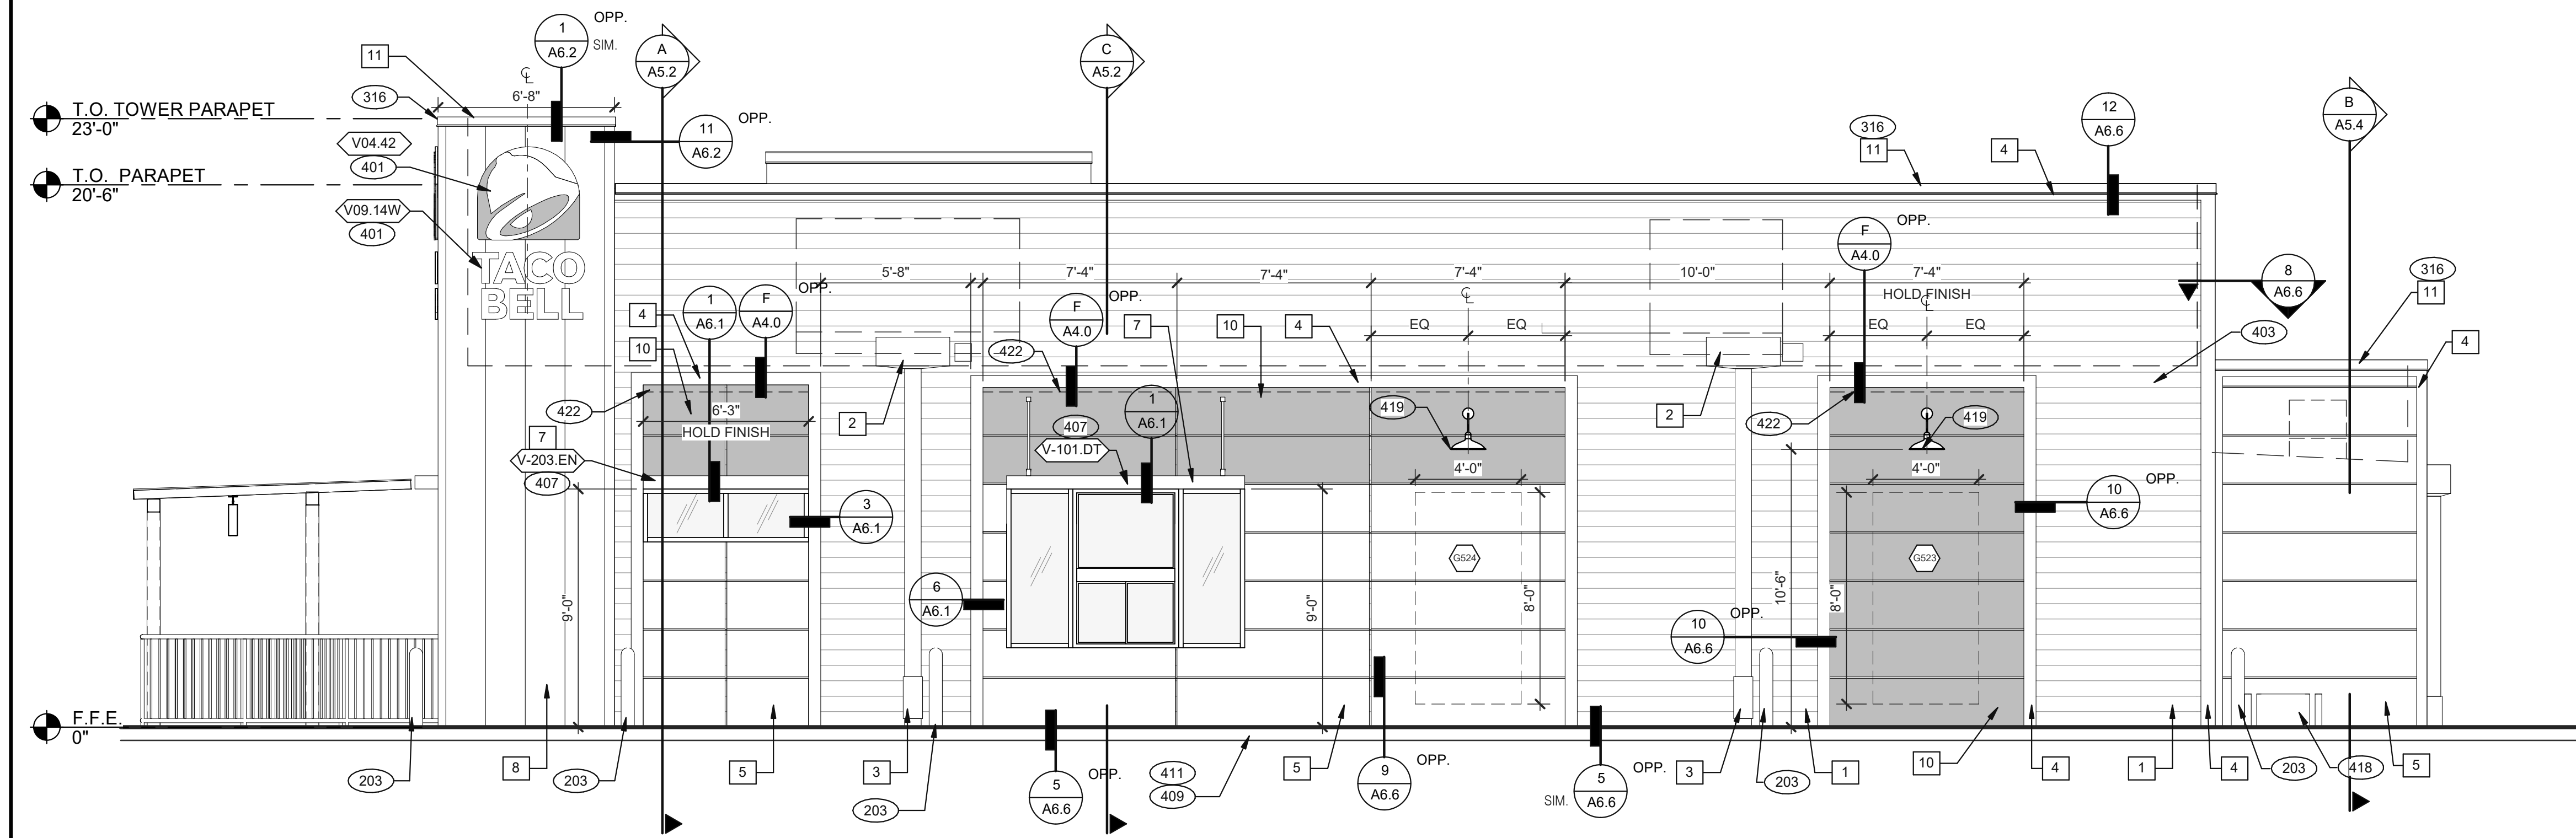 1
A6.2
OPP.
SIM.
A
A5.2
C
A5.2
11
316
℄
6'-8"
T.O. TOWER PARAPET
23'-0"
11
A6.2
OPP.
12
A6.6
B
A5.4
316
11
4
V04.42
401
T.O. PARAPET
20'-6"
V09.14W
401
TACO
BELL
F
A4.0
OPP.
5'-8"
7'-4"
7'-4"
7'-4"
10'-0"
7'-4"
HOLD FINISH
℄
℄
8
A6.6
316
11
4
1
A6.1
F
A4.0
OPP.
F
A4.0
OPP.
7
10
4
EQ
EQ
EQ
EQ
403
4
10
422
2
2
422
6'-3"
HOLD FINISH
422
407
V-101.DT
1
A6.1
419
419
7
V-203.EN
407
4'-0"
4'-0"
3
A6.1
10
A6.6
OPP.
G524
G523
6
A6.1
9'-0"
9'-0"
8'-0"
10'-6"
8'-0"
10
A6.6
OPP.
F.F.E.
0"
203
8
203
5
3
203
5
A6.6
OPP.
411
409
5
9
A6.6
OPP.
SIM.
5
A6.6
OPP.
3
203
1
10
4
1
4
203
418
5